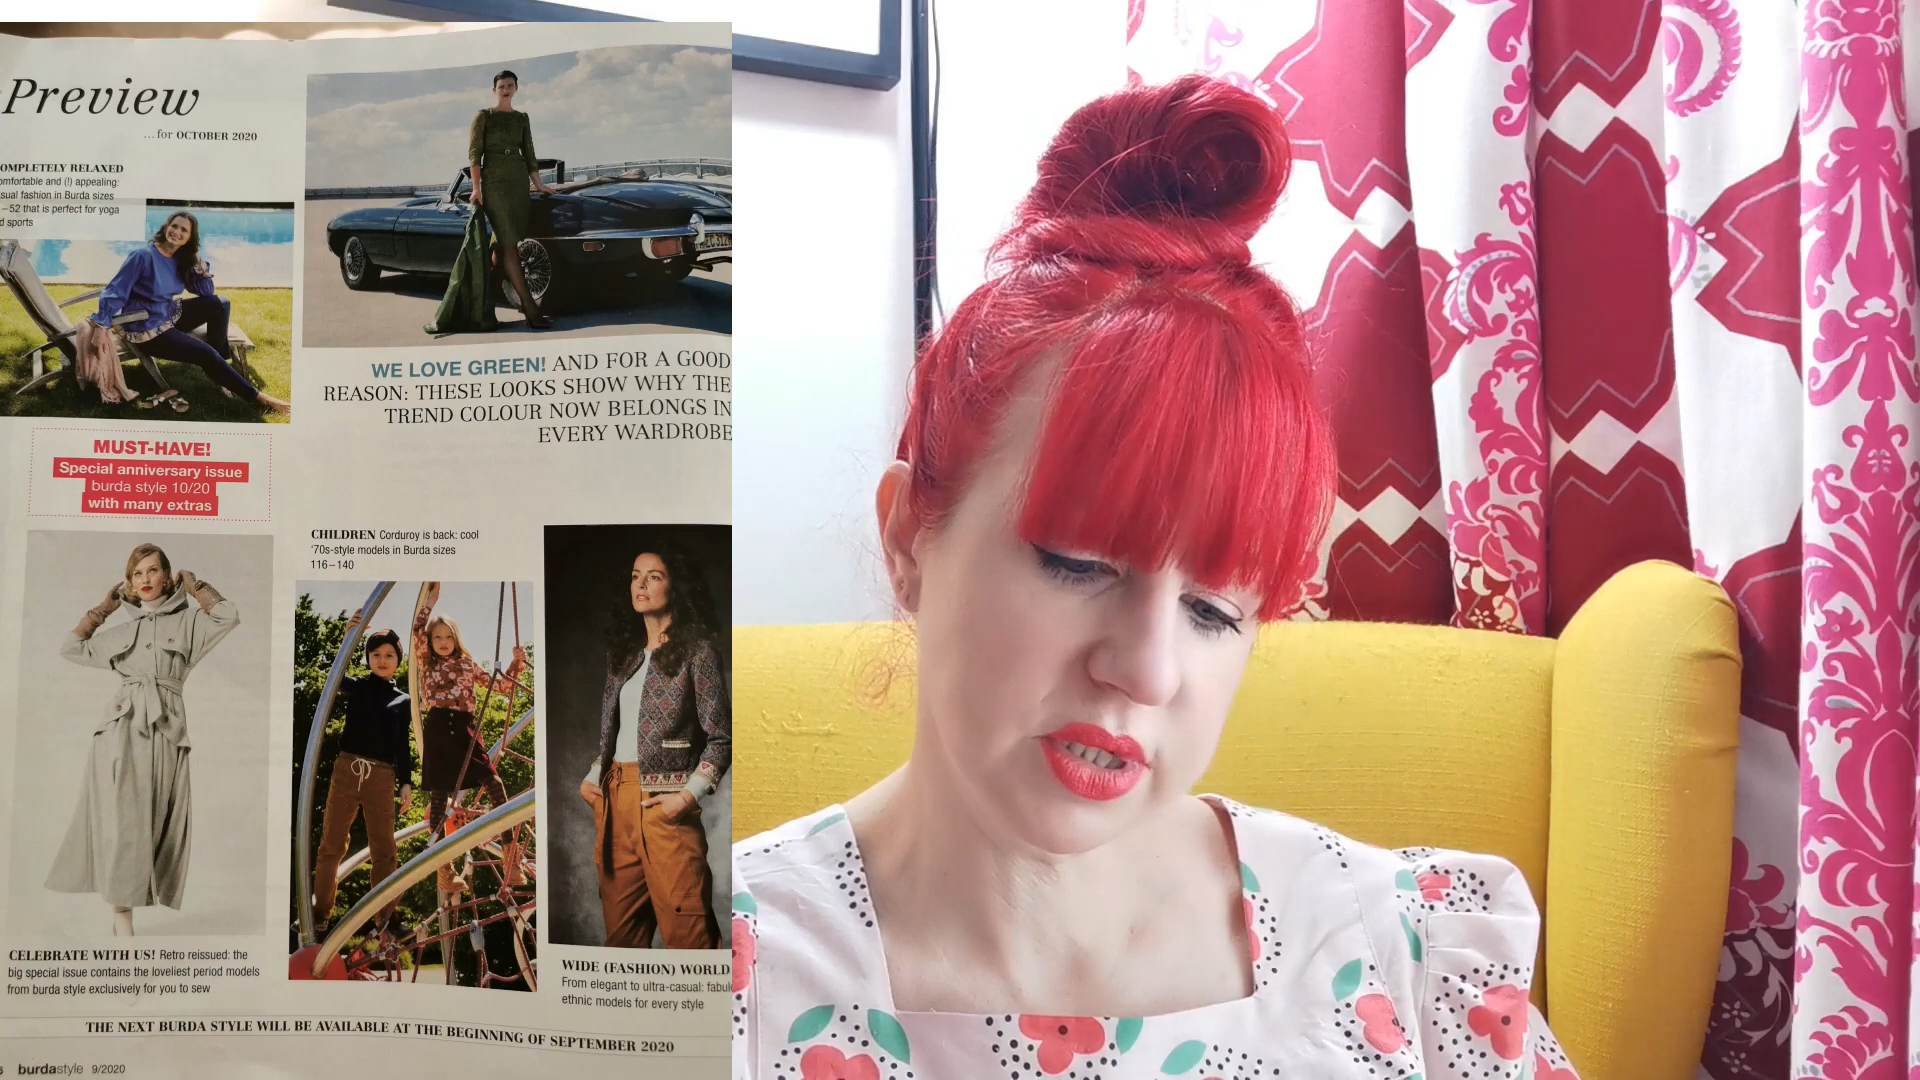 Preview
...for OCTOBER 2020
OMPLETELY RELAXED
omfortable and (!) appealing:
sual fashion in Burda sizes
–52 that is perfect for yoga
d sports
WE LOVE GREEN! AND FOR A GOOD
REASON: THESE LOOKS SHOW WHY THE
TREND COLOUR NOW BELONGS IN
EVERY WARDROBE
MUST-HAVE!
Special anniversary issue
burda style 10/20
with many extras
CHILDREN Corduroy is back: cool
'70s-style models in Burda sizes
116–140
CELEBRATE WITH US! Retro reissued: the
big special issue contains the loveliest period models
from burda style exclusively for you to sew
WIDE (FASHION) WORLD
From elegant to ultra-casual: fabul
ethnic models for every style
THE NEXT BURDA STYLE WILL BE AVAILABLE AT THE BEGINNING OF SEPTEMBER 2020
burdastyle 9/2020